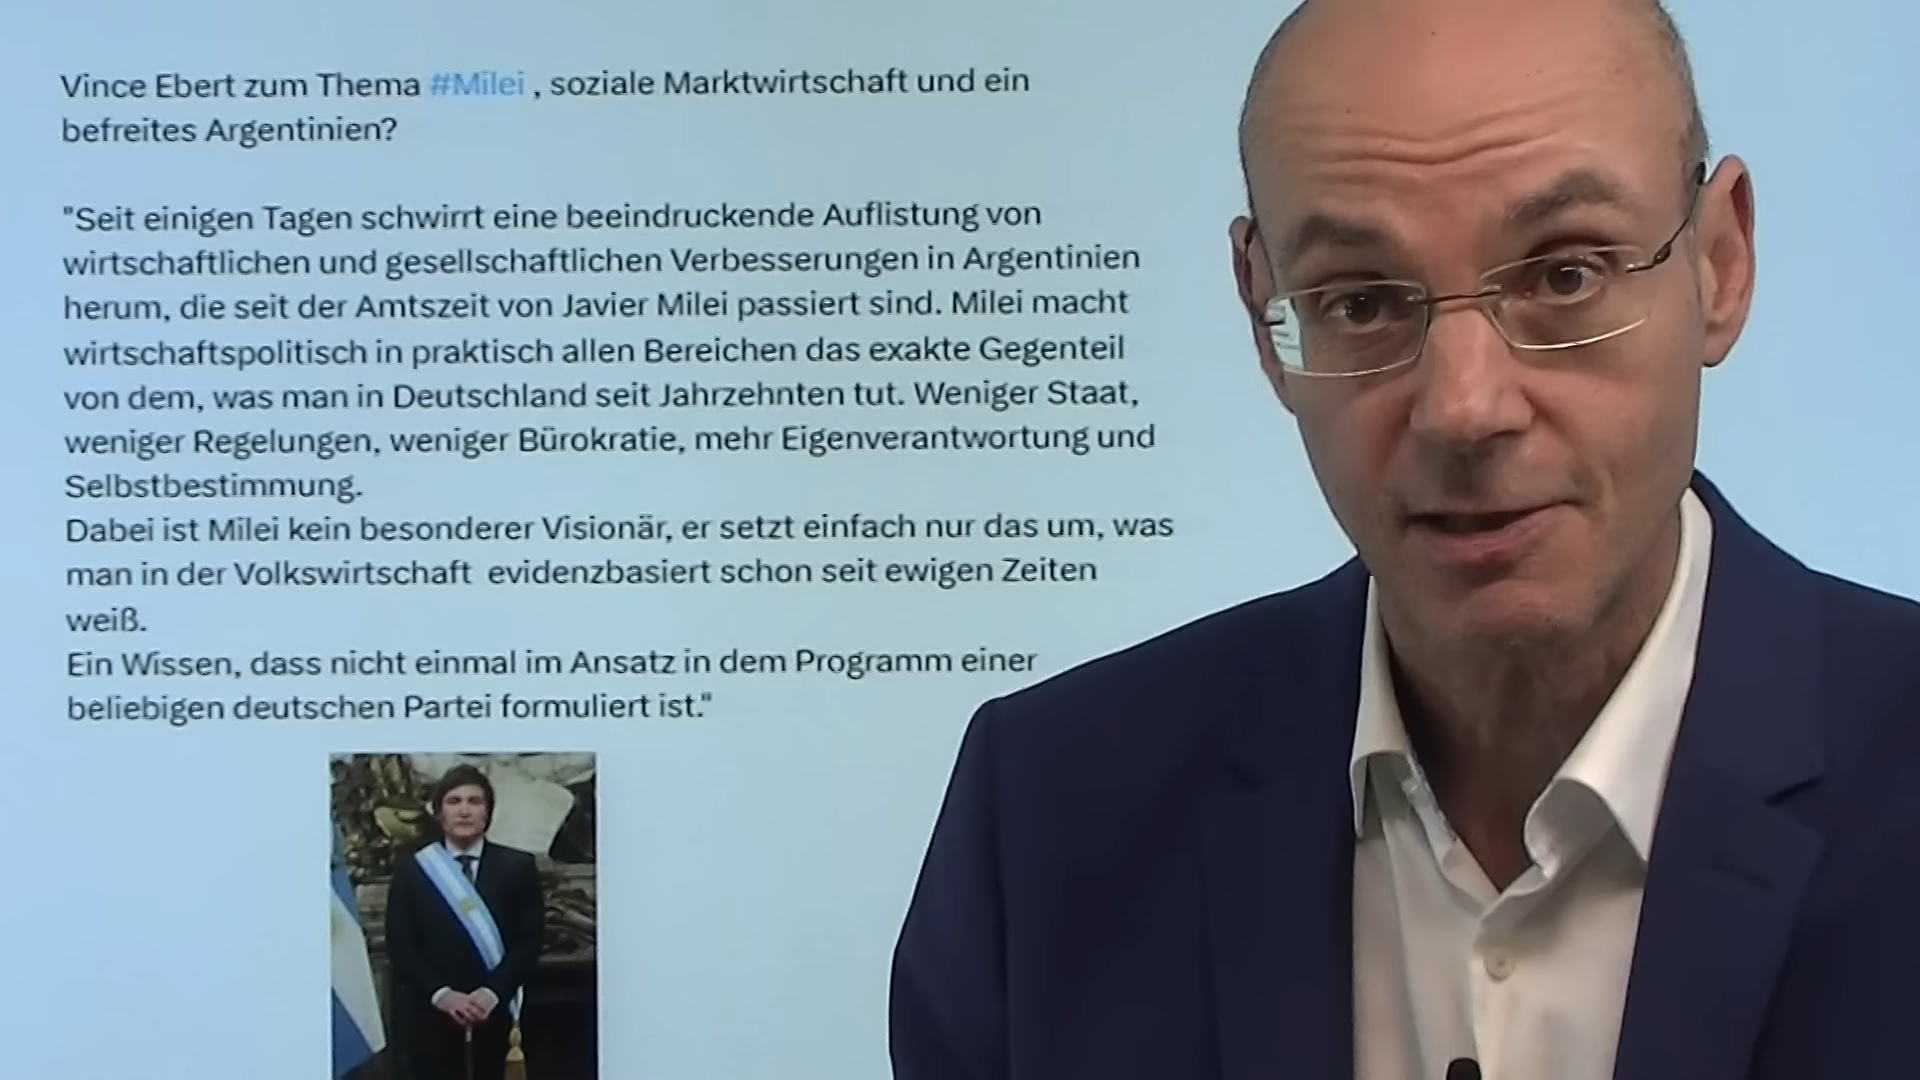 Vince Ebert zum Thema #Milei , soziale Marktwirtschaft und ein
befreites Argentinien?
"Seit einigen Tagen schwirrt eine beeindruckende Auflistung von
wirtschaftlichen und gesellschaftlichen Verbesserungen in Argentinien
herum, die seit der Amtszeit von Javier Milei passiert sind. Milei macht
wirtschaftspolitisch in praktisch allen Bereichen das exakte Gegenteil
von dem, was man in Deutschland seit Jahrzehnten tut. Weniger Staat,
weniger Regelungen, weniger Bürokratie, mehr Eigenverantwortung und
Selbstbestimmung.
Dabei ist Milei kein besonderer Visionär, er setzt einfach nur das um, was
man in der Volkswirtschaft evidenzbasiert schon seit ewigen Zeiten
weiß.
Ein Wissen, dass nicht einmal im Ansatz in dem Programm einer
beliebigen deutschen Partei formuliert ist."